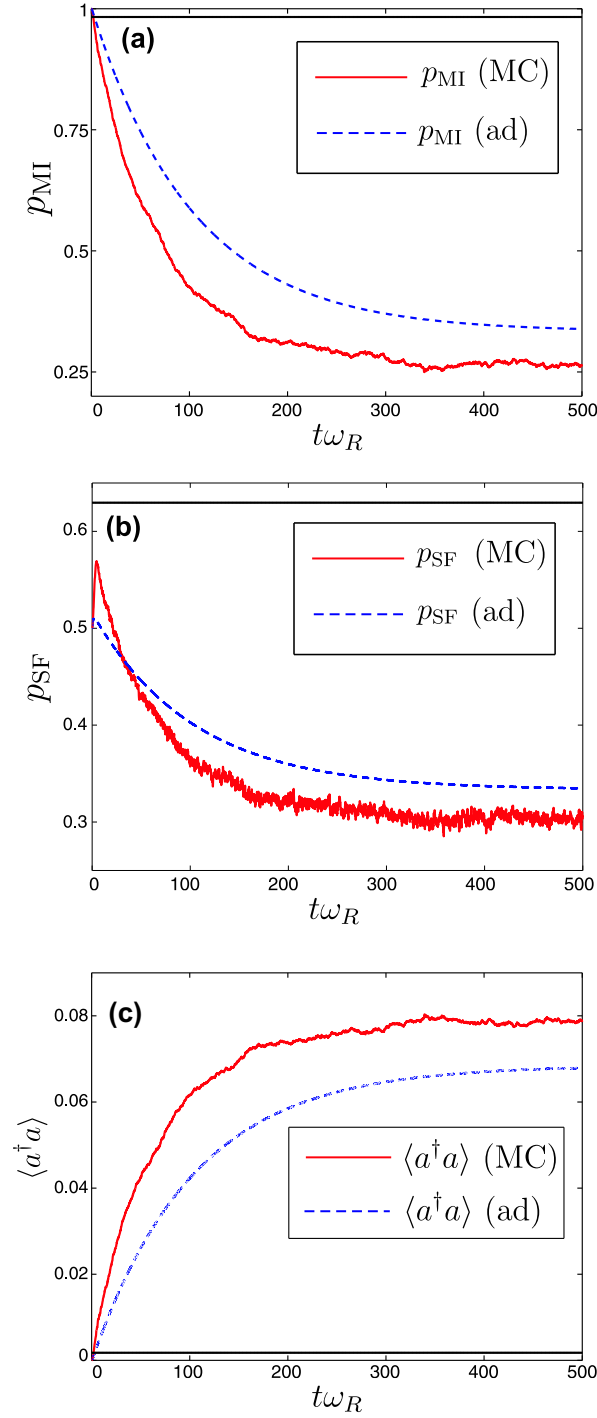 1
(a)
p_MI (MC)
p_MI (ad)
0.75
p_MI
0.5
0.25
0 100 200 300 400 500
tω_R
(b)
0.6
p_SF (MC)
p_SF (ad)
0.5
p_SF
0.4
0.3
0 100 200 300 400 500
tω_R
(c)
0.08
0.06
⟨a†a⟩
0.04
⟨a†a⟩ (MC)
⟨a†a⟩ (ad)
0.02
0
0 100 200 300 400 500
tω_R